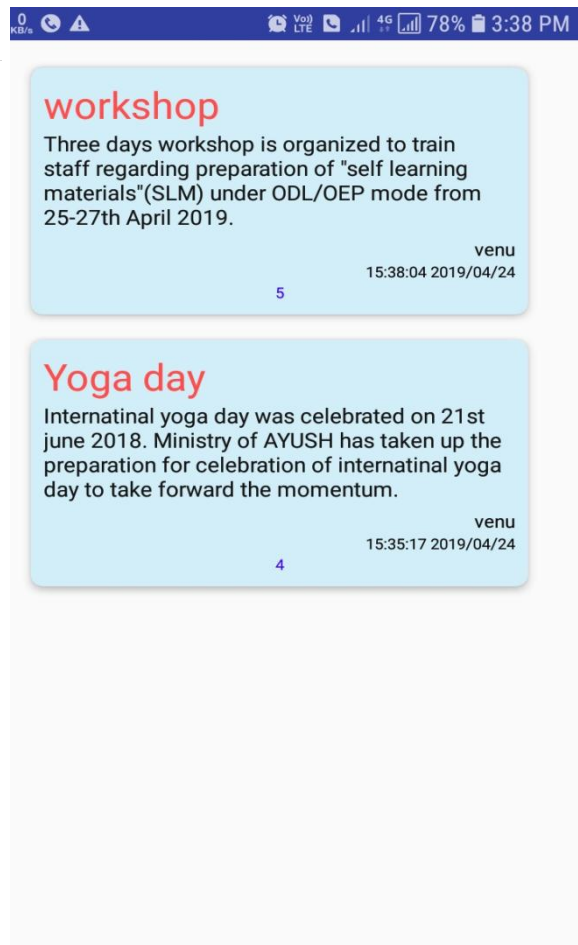 0
KB/s
Vo))
LTE
4G
78%
3:38 PM
workshop
Three days workshop is organized to train
staff regarding preparation of "self learning
materials"(SLM) under ODL/OEP mode from
25-27th April 2019.
venu
15:38:04 2019/04/24
5
Yoga day
Internatinal yoga day was celebrated on 21st
june 2018. Ministry of AYUSH has taken up the
preparation for celebration of internatinal yoga
day to take forward the momentum.
venu
15:35:17 2019/04/24
4